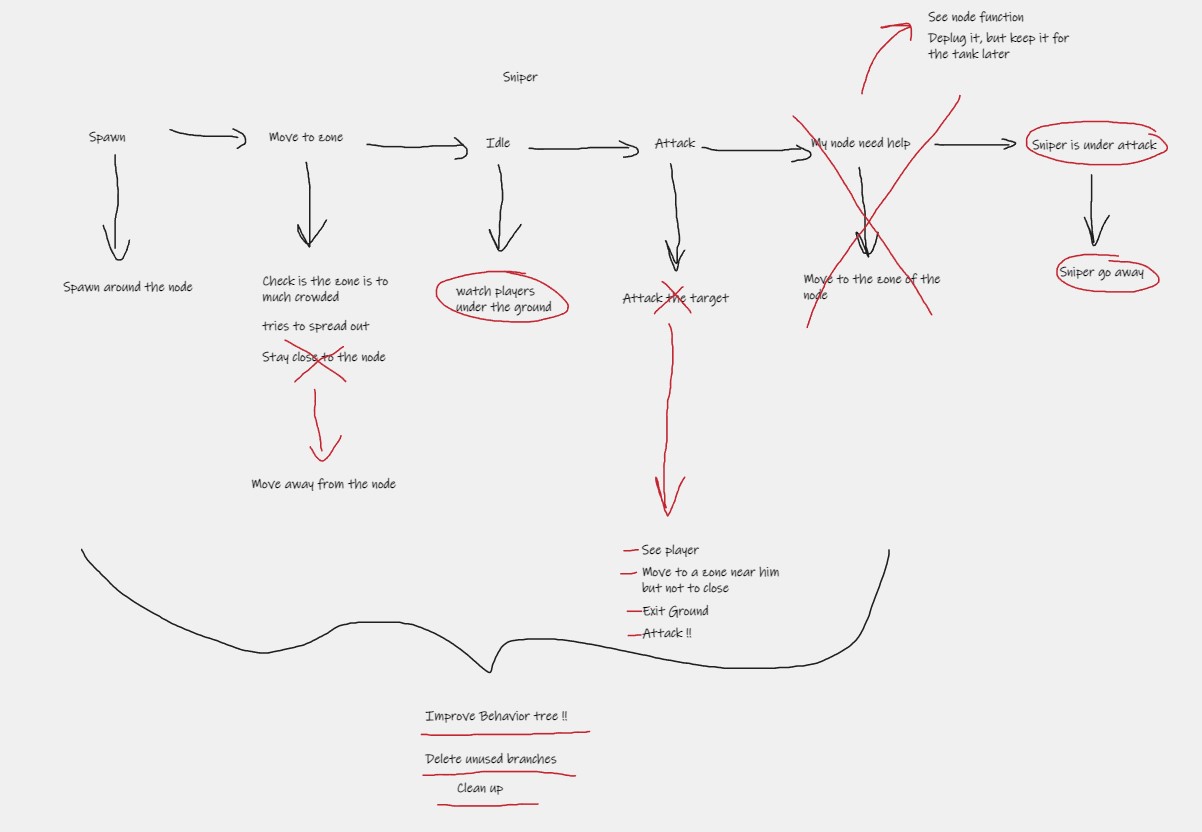 See node function
Deplug it, but keep it for
the tank later
Sniper
Spawn
Move to zone
Idle
Attack
My node need help
Sniper is under attack
Spawn around the node
Check is the zone is to
much crowded
tries to spread out
Stay close to the node
Move away from the node
watch players
under the ground
Attack the target
Move to the zone of the
node
Sniper go away
See player
Move to a zone near him
but not to close
Exit Ground
Attack !!
Improve Behavior tree !!
Delete unused branches
Clean up